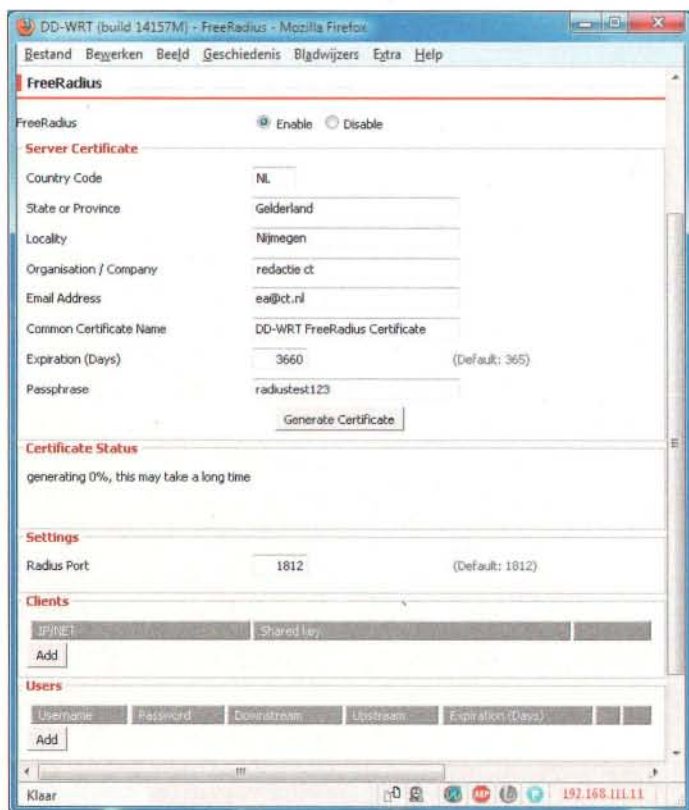 DD-WRT (build 14157M) - FreeRadius - Mozilla Firefox
Bestand Bewerken Beeld Geschiedenis Bladwijzers Extra Help
FreeRadius
FreeRadius Enable Disable
Server Certificate
Country Code NL
State or Province Gelderland
Locality Nijmegen
Organisation / Company redactie ct
Email Address ea@ct.nl
Common Certificate Name DD-WRT FreeRadius Certificate
Expiration (Days) 3660 (Default: 365)
Passphrase radiustest123
Generate Certificate
Certificate Status
generating 0%, this may take a long time
Settings
Radius Port 1812 (Default: 1812)
Clients
IP/NET Shared key
Add
Users
Username Password Downstream Upstream Expiration (Days)
Add
Klaar ABP 192.168.111.11